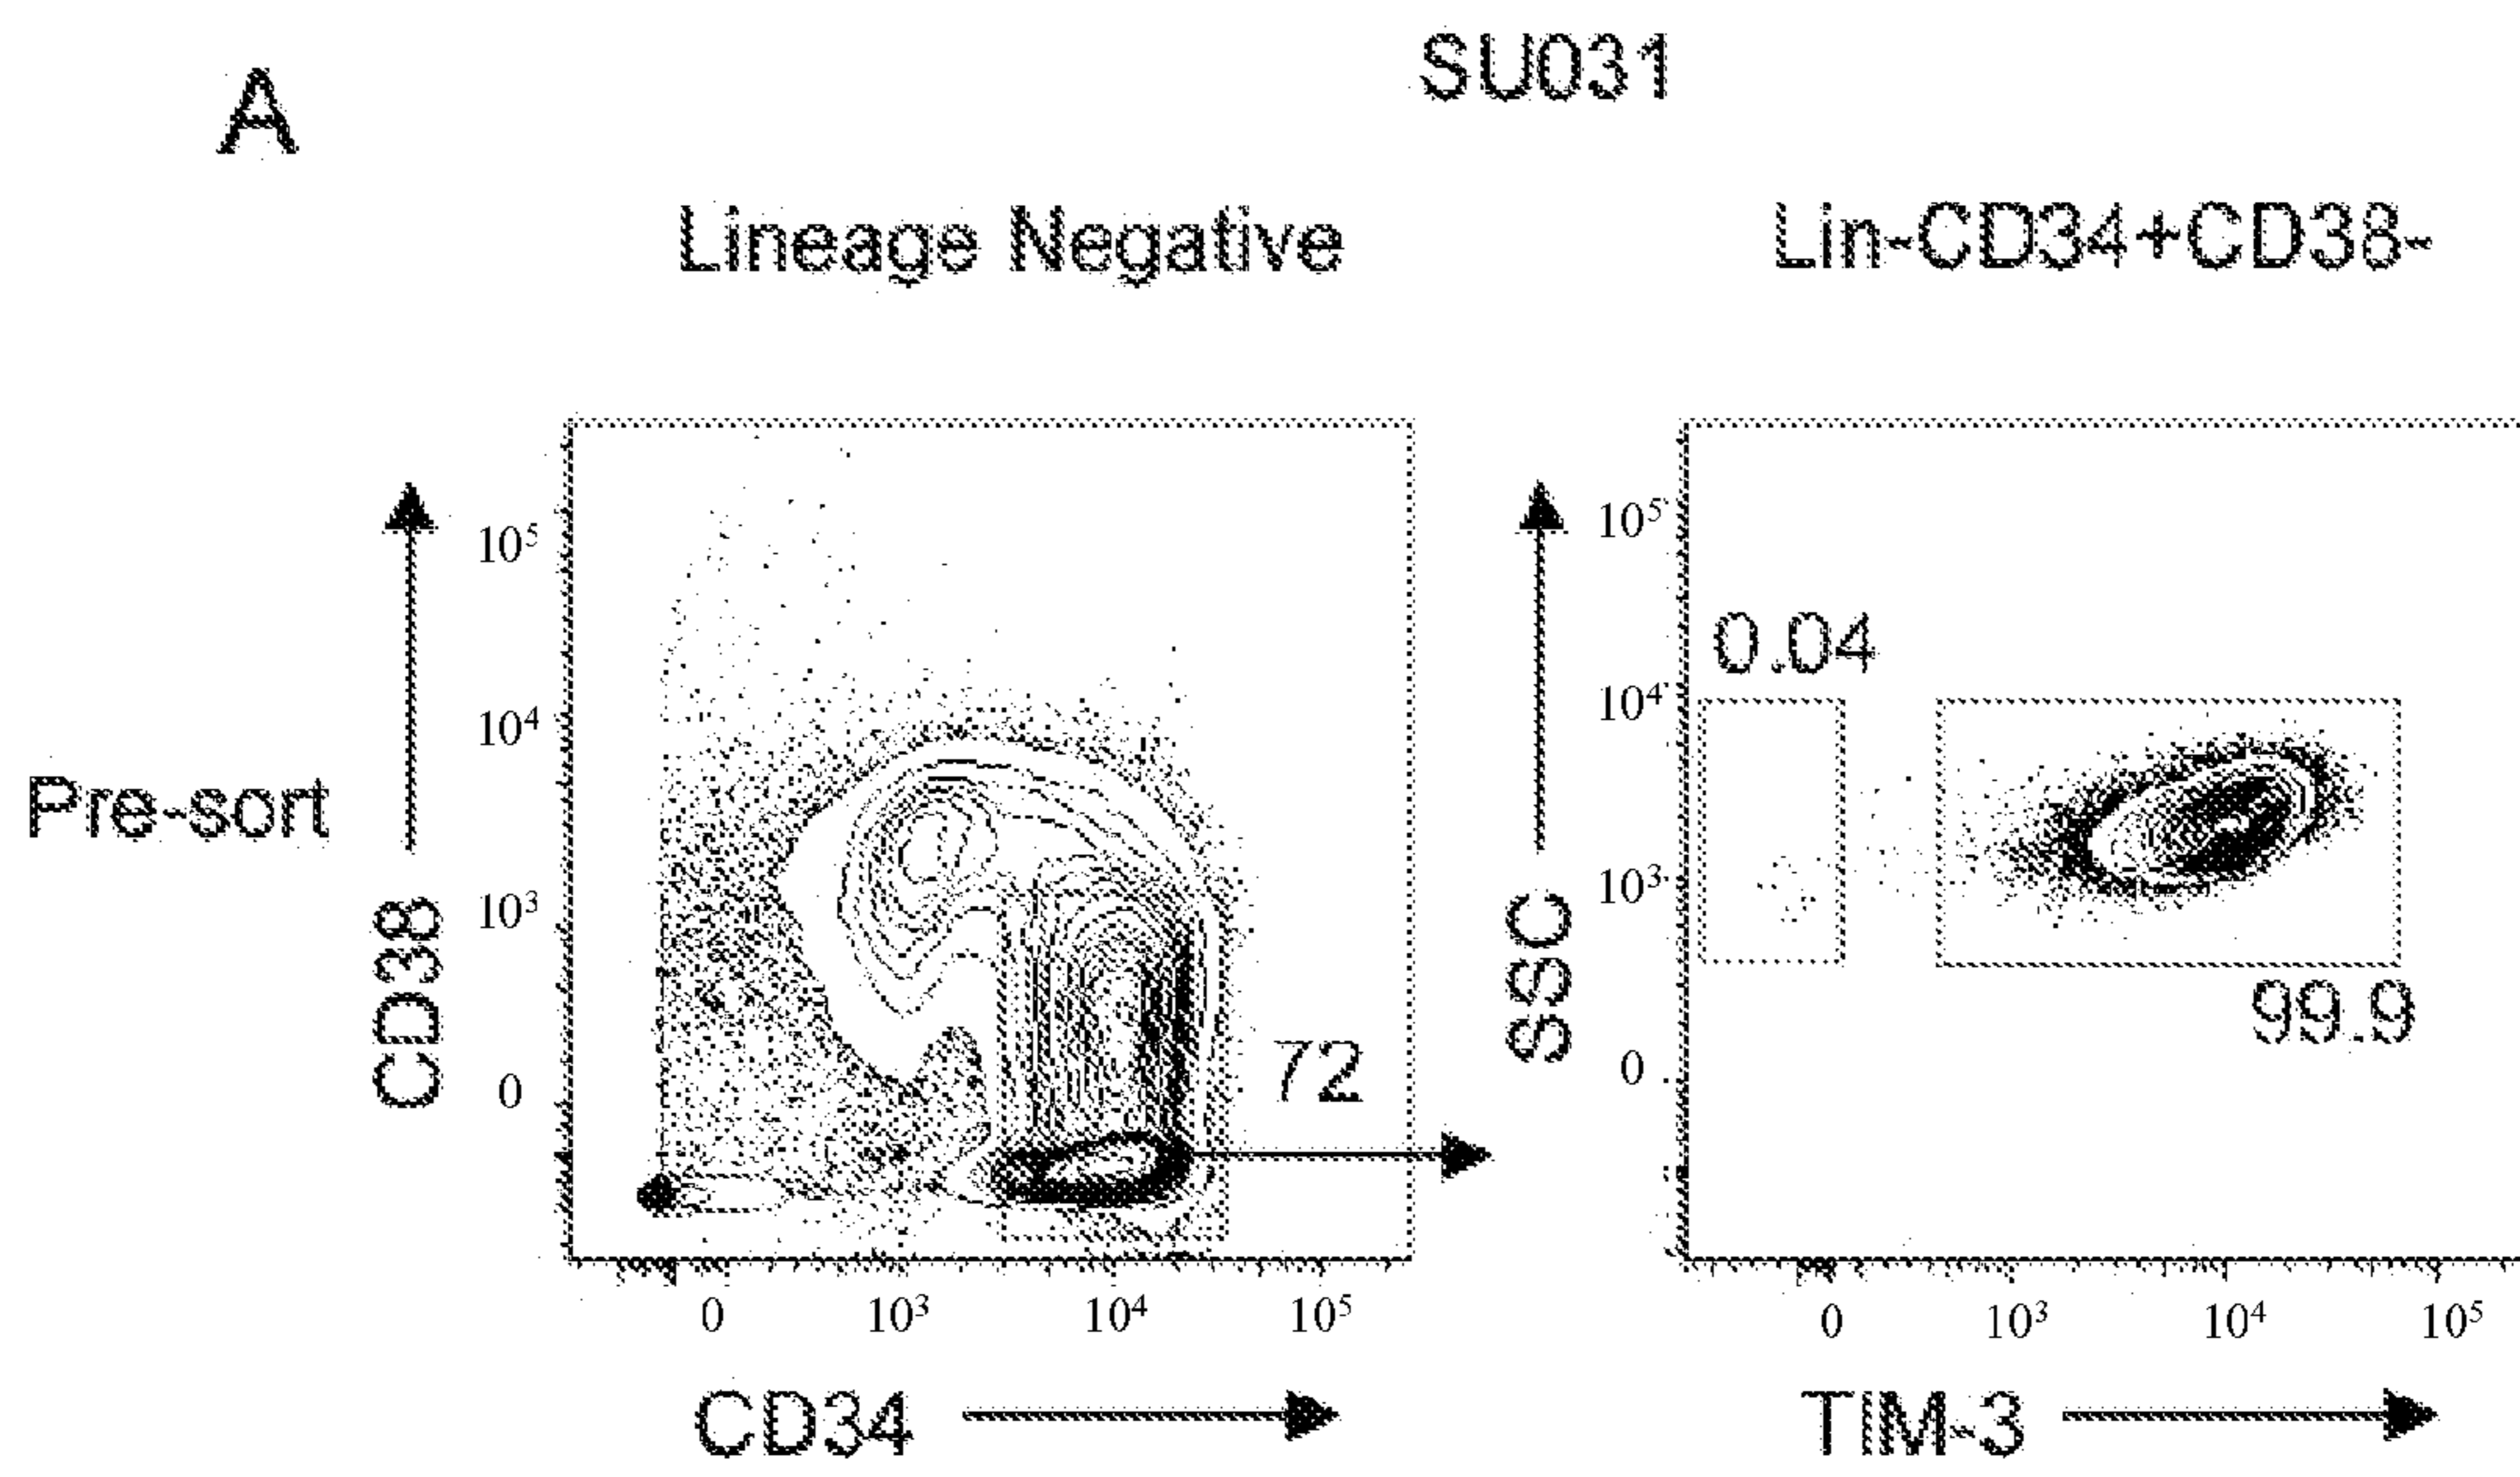 A
SU031
Lineage Negative
Lin-CD34+CD38-
Pre-sort
CD38
10⁵
10⁴
10³
0
72
0
10³
10⁴
10⁵
CD34
SSC
10⁵
10⁴
10³
0
0.04
99.9
0
10³
10⁴
10⁵
TIM-3